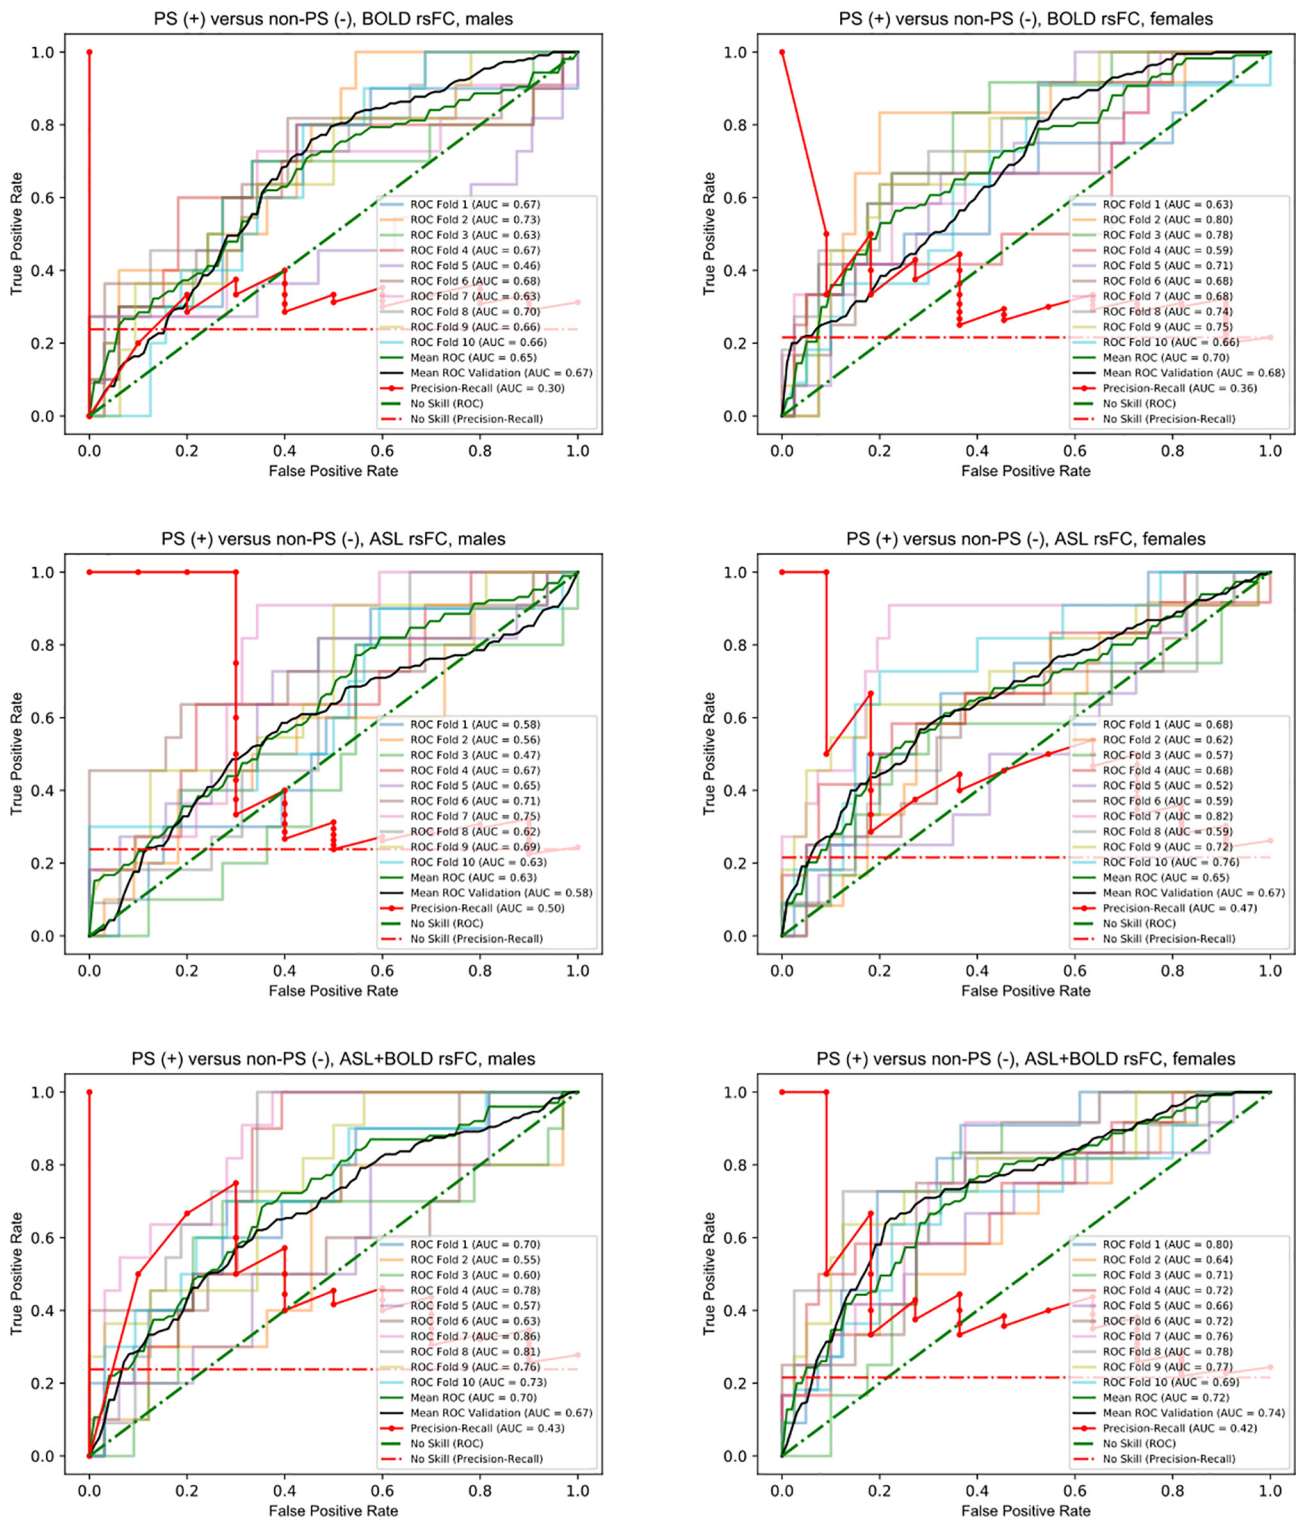 PS (+) versus non-PS (-), BOLD rsFC, males
True Positive Rate
1.0
0.8
0.6
0.4
0.2
0.0
ROC Fold 1 (AUC = 0.67)
ROC Fold 2 (AUC = 0.73)
ROC Fold 3 (AUC = 0.63)
ROC Fold 4 (AUC = 0.67)
ROC Fold 5 (AUC = 0.46)
ROC Fold 6 (AUC = 0.68)
ROC Fold 7 (AUC = 0.63)
ROC Fold 8 (AUC = 0.70)
ROC Fold 9 (AUC = 0.66)
ROC Fold 10 (AUC = 0.66)
Mean ROC (AUC = 0.65)
Mean ROC Validation (AUC = 0.67)
Precision-Recall (AUC = 0.30)
No Skill (ROC)
No Skill (Precision-Recall)
0.0 0.2 0.4 0.6 0.8 1.0
False Positive Rate
PS (+) versus non-PS (-), BOLD rsFC, females
True Positive Rate
1.0
0.8
0.6
0.4
0.2
0.0
ROC Fold 1 (AUC = 0.63)
ROC Fold 2 (AUC = 0.80)
ROC Fold 3 (AUC = 0.78)
ROC Fold 4 (AUC = 0.59)
ROC Fold 5 (AUC = 0.71)
ROC Fold 6 (AUC = 0.68)
ROC Fold 7 (AUC = 0.68)
ROC Fold 8 (AUC = 0.74)
ROC Fold 9 (AUC = 0.75)
ROC Fold 10 (AUC = 0.66)
Mean ROC (AUC = 0.70)
Mean ROC Validation (AUC = 0.68)
Precision-Recall (AUC = 0.36)
No Skill (ROC)
No Skill (Precision-Recall)
0.0 0.2 0.4 0.6 0.8 1.0
False Positive Rate
PS (+) versus non-PS (-), ASL rsFC, males
True Positive Rate
1.0
0.8
0.6
0.4
0.2
0.0
ROC Fold 1 (AUC = 0.58)
ROC Fold 2 (AUC = 0.56)
ROC Fold 3 (AUC = 0.47)
ROC Fold 4 (AUC = 0.67)
ROC Fold 5 (AUC = 0.65)
ROC Fold 6 (AUC = 0.71)
ROC Fold 7 (AUC = 0.75)
ROC Fold 8 (AUC = 0.62)
ROC Fold 9 (AUC = 0.69)
ROC Fold 10 (AUC = 0.63)
Mean ROC (AUC = 0.63)
Mean ROC Validation (AUC = 0.58)
Precision-Recall (AUC = 0.50)
No Skill (ROC)
No Skill (Precision-Recall)
0.0 0.2 0.4 0.6 0.8 1.0
False Positive Rate
PS (+) versus non-PS (-), ASL rsFC, females
True Positive Rate
1.0
0.8
0.6
0.4
0.2
0.0
ROC Fold 1 (AUC = 0.68)
ROC Fold 2 (AUC = 0.62)
ROC Fold 3 (AUC = 0.57)
ROC Fold 4 (AUC = 0.68)
ROC Fold 5 (AUC = 0.52)
ROC Fold 6 (AUC = 0.59)
ROC Fold 7 (AUC = 0.82)
ROC Fold 8 (AUC = 0.59)
ROC Fold 9 (AUC = 0.72)
ROC Fold 10 (AUC = 0.76)
Mean ROC (AUC = 0.65)
Mean ROC Validation (AUC = 0.67)
Precision-Recall (AUC = 0.47)
No Skill (ROC)
No Skill (Precision-Recall)
0.0 0.2 0.4 0.6 0.8 1.0
False Positive Rate
PS (+) versus non-PS (-), ASL+BOLD rsFC, males
True Positive Rate
1.0
0.8
0.6
0.4
0.2
0.0
ROC Fold 1 (AUC = 0.70)
ROC Fold 2 (AUC = 0.55)
ROC Fold 3 (AUC = 0.60)
ROC Fold 4 (AUC = 0.78)
ROC Fold 5 (AUC = 0.57)
ROC Fold 6 (AUC = 0.63)
ROC Fold 7 (AUC = 0.86)
ROC Fold 8 (AUC = 0.81)
ROC Fold 9 (AUC = 0.76)
ROC Fold 10 (AUC = 0.73)
Mean ROC (AUC = 0.70)
Mean ROC Validation (AUC = 0.67)
Precision-Recall (AUC = 0.43)
No Skill (ROC)
No Skill (Precision-Recall)
0.0 0.2 0.4 0.6 0.8 1.0
False Positive Rate
PS (+) versus non-PS (-), ASL+BOLD rsFC, females
True Positive Rate
1.0
0.8
0.6
0.4
0.2
0.0
ROC Fold 1 (AUC = 0.80)
ROC Fold 2 (AUC = 0.64)
ROC Fold 3 (AUC = 0.71)
ROC Fold 4 (AUC = 0.72)
ROC Fold 5 (AUC = 0.66)
ROC Fold 6 (AUC = 0.72)
ROC Fold 7 (AUC = 0.76)
ROC Fold 8 (AUC = 0.78)
ROC Fold 9 (AUC = 0.77)
ROC Fold 10 (AUC = 0.69)
Mean ROC (AUC = 0.72)
Mean ROC Validation (AUC = 0.74)
Precision-Recall (AUC = 0.42)
No Skill (ROC)
No Skill (Precision-Recall)
0.0 0.2 0.4 0.6 0.8 1.0
False Positive Rate